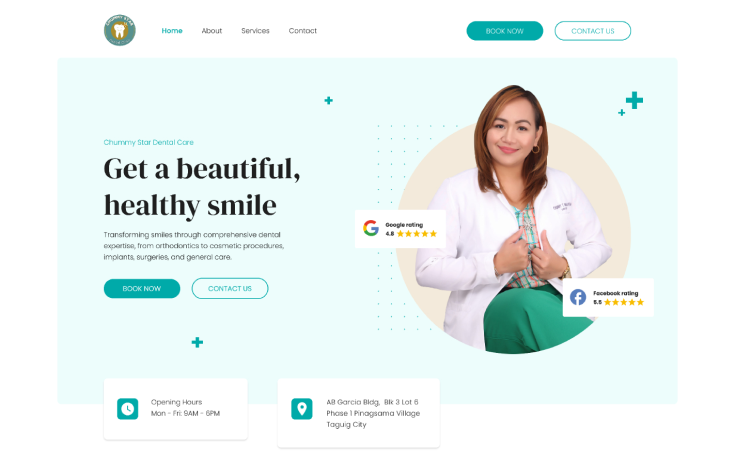 CHUMMY STAR
Home
About
Services
Contact
BOOK NOW
CONTACT US
Chummy Star Dental Care
Get a beautiful,
healthy smile
Transforming smiles through comprehensive dental
expertise, from orthodontics to cosmetic procedures,
implants, surgeries, and general care.
BOOK NOW
CONTACT US
Google rating
4.8
Facebook rating
5.5
Opening Hours
Mon - Fri: 9AM - 6PM
AB Garcia Bldg, Blk 3 Lot 6
Phase 1 Pinagsama Village
Taguig City